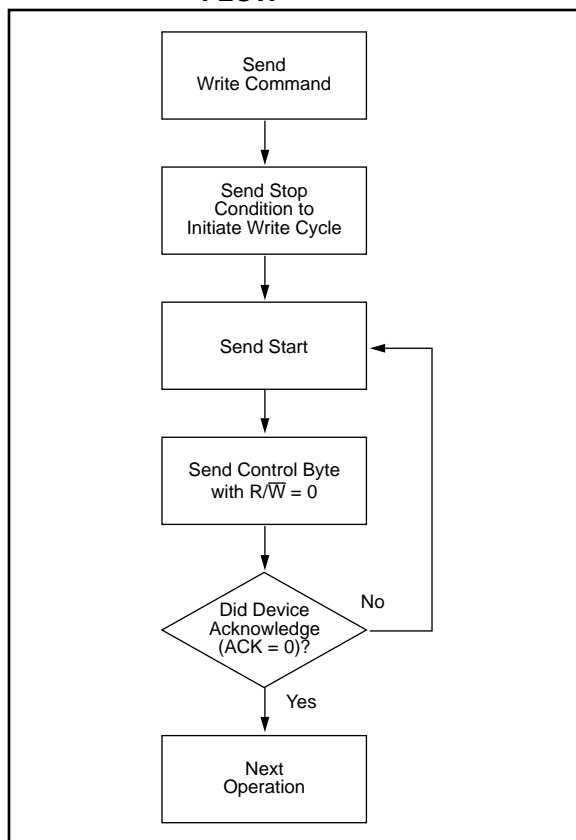 Send
Write Command
Send Stop
Condition to
Initiate Write Cycle
Send Start
Send Control Byte
with R/W̅ = 0
Did Device
Acknowledge
(ACK = 0)?
No
Yes
Next
Operation